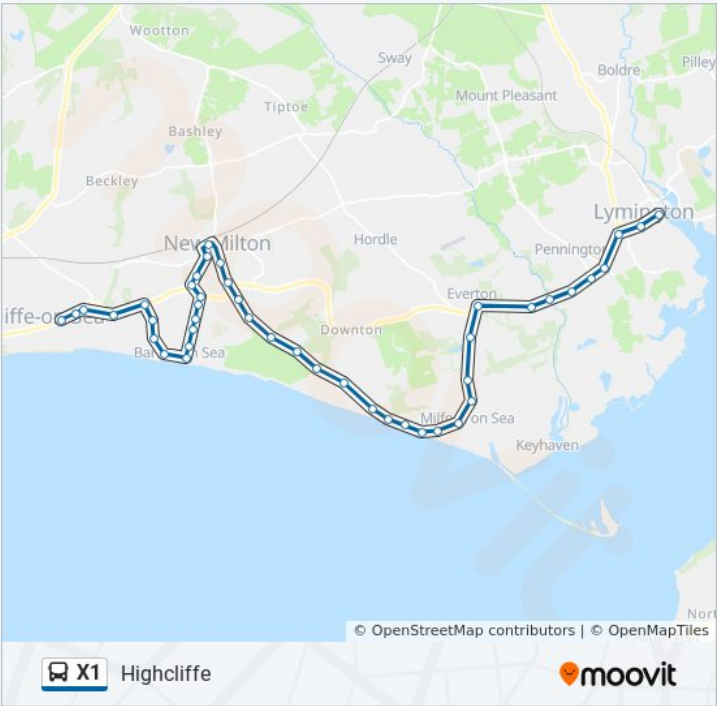 Wootton
Sway
Pilley
Boldre
Mount Pleasant
Tiptoe
Bashley
Beckley
Lymington
New Milton
Hordle
Pennington
Everton
iffe-on-Sea
Downton
Barton on Sea
Milford on Sea
Keyhaven
Nort
© OpenStreetMap contributors | © OpenMapTiles
X1 Highcliffe
moovit